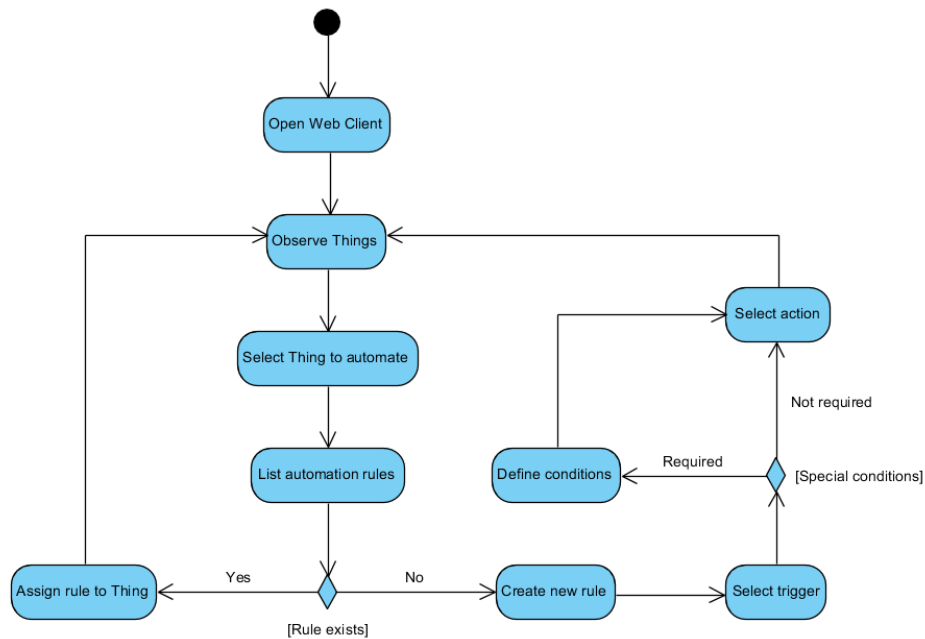 Open Web Client
Observe Things
Select action
Select Thing to automate
Not required
List automation rules
Define conditions
Required
[Special conditions]
Assign rule to Thing
Yes
No
Create new rule
Select trigger
[Rule exists]